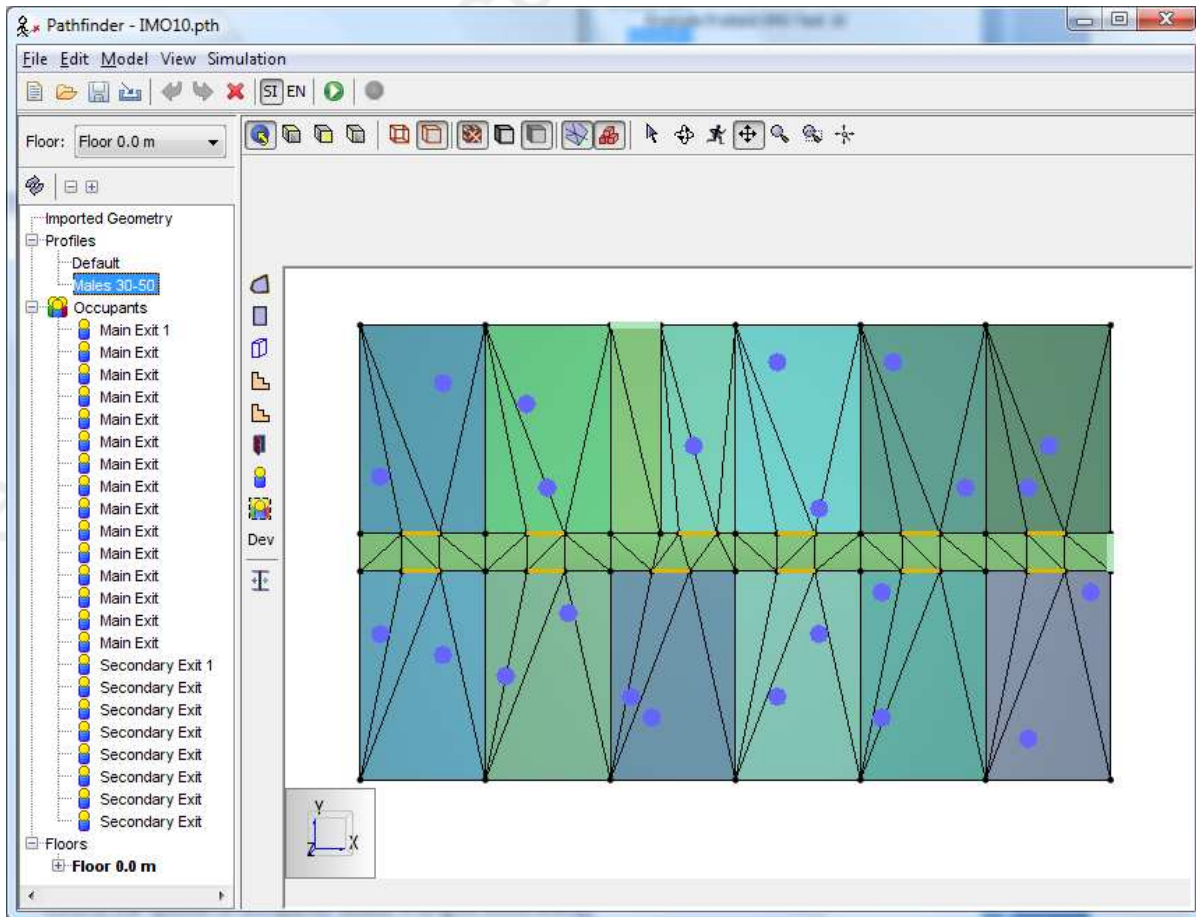 Pathfinder - IMO10.pth
File Edit Model View Simulation
SI EN
Floor: Floor 0.0 m
Imported Geometry
Profiles
Default
Males 30-50
Occupants
Main Exit 1
Main Exit
Main Exit
Main Exit
Main Exit
Main Exit
Main Exit
Main Exit
Main Exit
Main Exit
Main Exit
Main Exit
Main Exit
Main Exit
Main Exit
Secondary Exit 1
Secondary Exit
Secondary Exit
Secondary Exit
Secondary Exit
Secondary Exit
Secondary Exit
Secondary Exit
Floors
Floor 0.0 m
Dev
Y
Z X